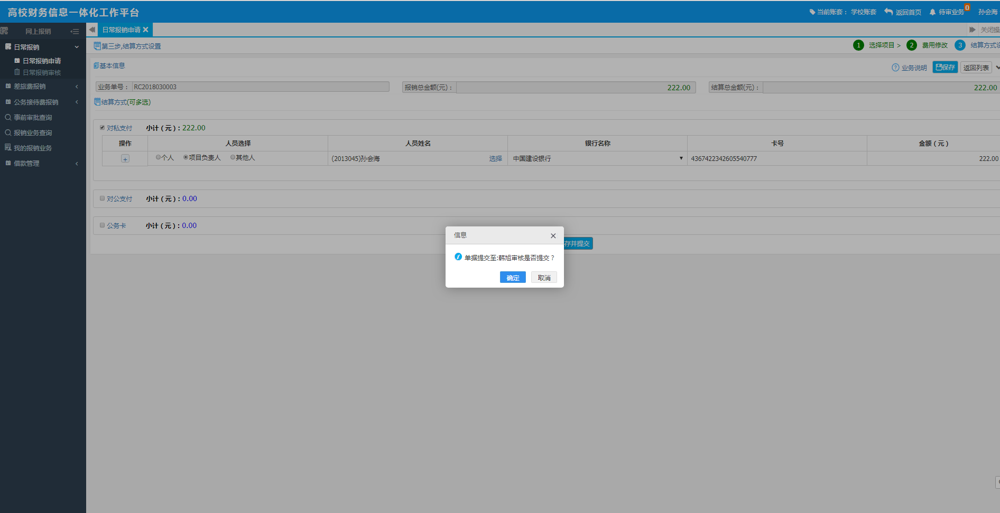 高校财务信息一体化工作平台
当前账套： 学校账套 返回首页 待审业务 0 孙会海
网上报销
日常报销申请
关闭操
日常报销
日常报销申请
日常报销审核
差旅费报销
公务接待费报销
事前审批查询
报销业务查询
我的报销业务
借款管理
第三步,结算方式设置
1 选择项目 > 2 费用修改 3 结算方式设
基本信息
业务说明 保存 返回列表
业务单号： RC2018030003 报销总金额(元)： 222.00 结算总金额(元)： 222.00
结算方式(可多选)
对私支付 小计（元）: 222.00
操作 人员选择 人员姓名 银行名称 卡号 金额（元）
+ 个人 项目负责人 其他人 (2013045)孙会海 选择 中国建设银行 4367422342605540777 222.00
对公支付 小计（元）: 0.00
公务卡 小计（元）: 0.00
存并提交
信息
单据提交至:韩旭审核是否提交？
确定 取消